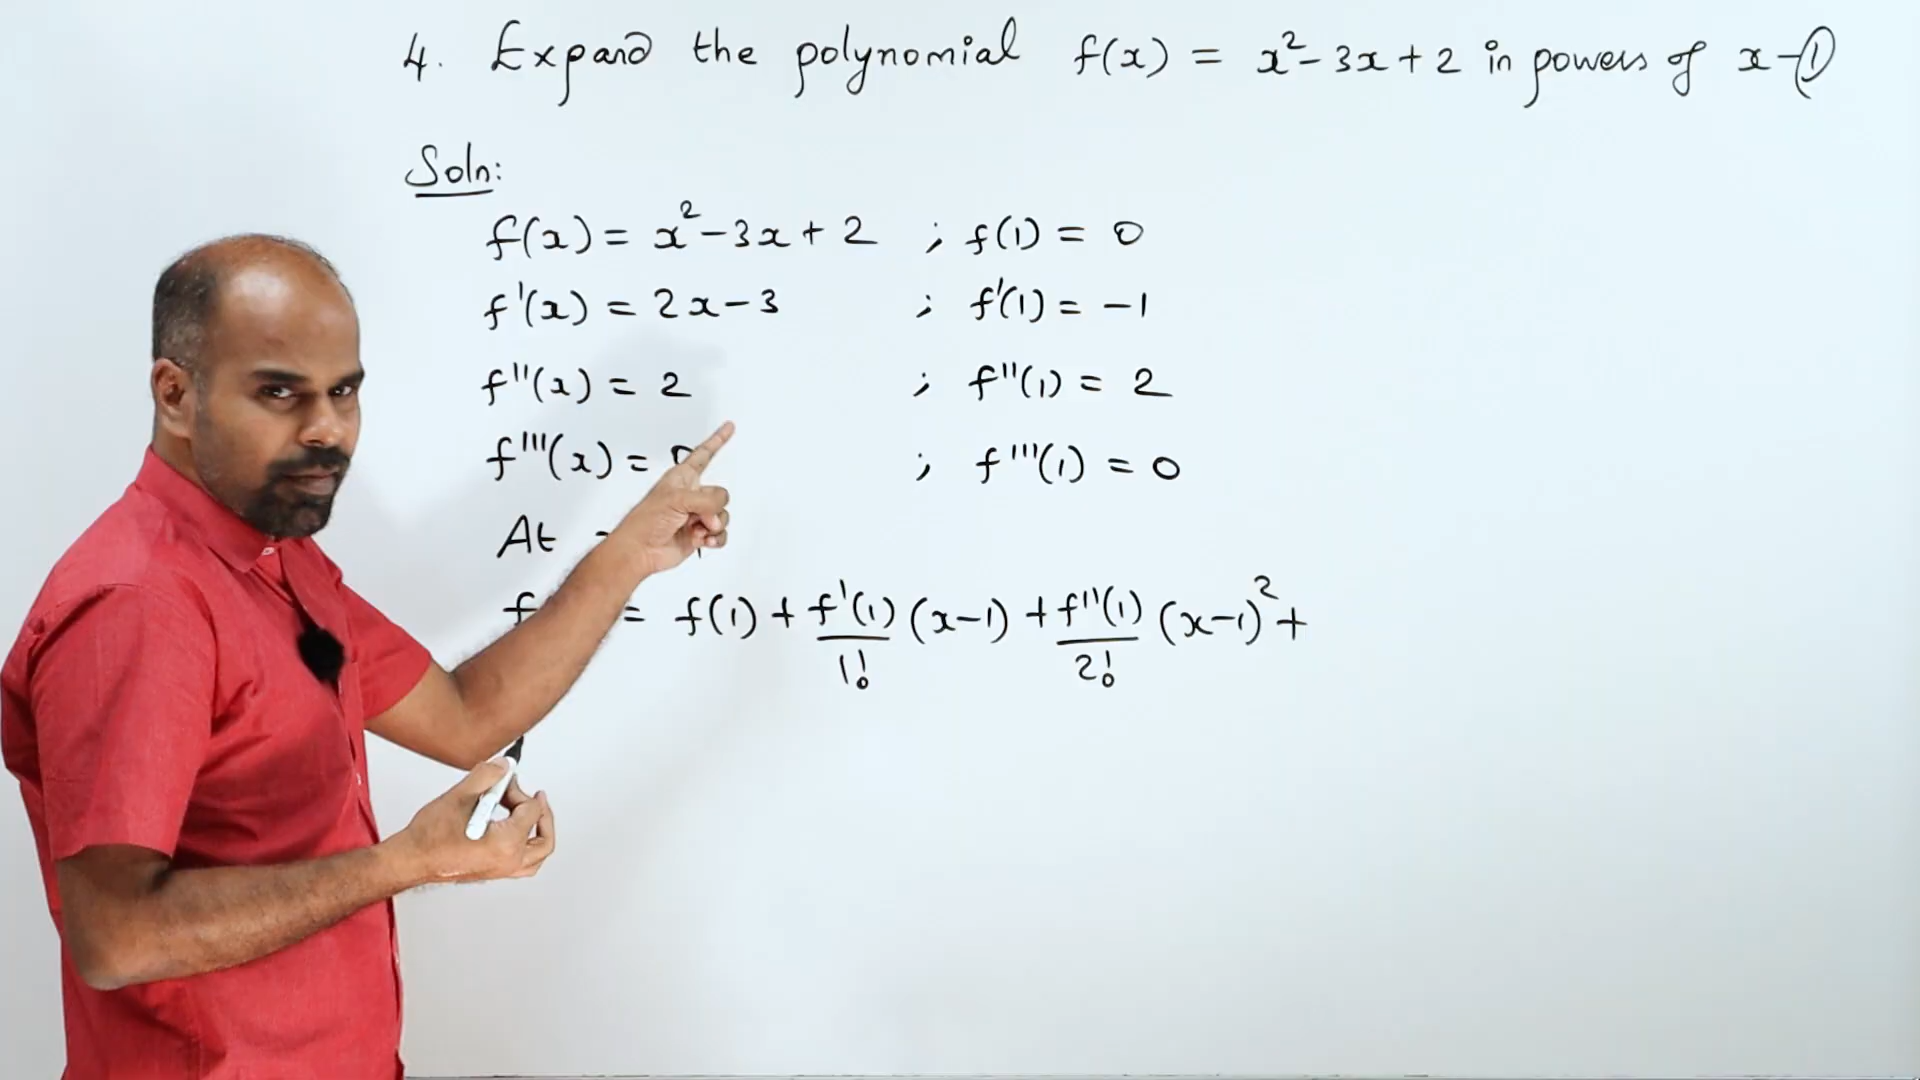 4. Expand the polynomial f(x) = x²-3x+2 in powers of x-1
Soln:
f(x) = x²-3x+2 ; f(1) = 0
f'(x) = 2x-3 ; f'(1) = -1
f''(x) = 2 ; f''(1) = 2
f'''(x) = 0 ; f'''(1) = 0
At
f = f(1) + f'(1)/1! (x-1) + f''(1)/2! (x-1)² +